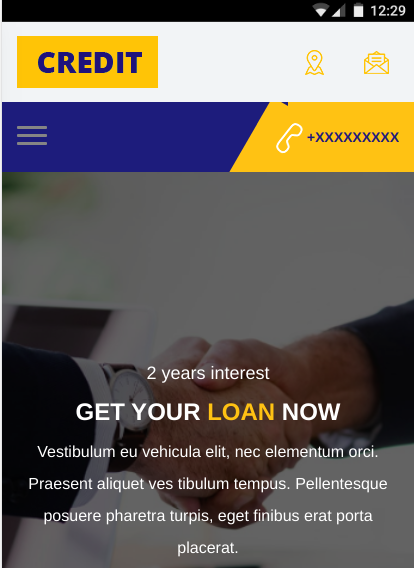 12:29
CREDIT
+XXXXXXXXX
2 years interest
GET YOUR LOAN NOW
Vestibulum eu vehicula elit, nec elementum orci.
Praesent aliquet ves tibulum tempus. Pellentesque
posuere pharetra turpis, eget finibus erat porta
placerat.